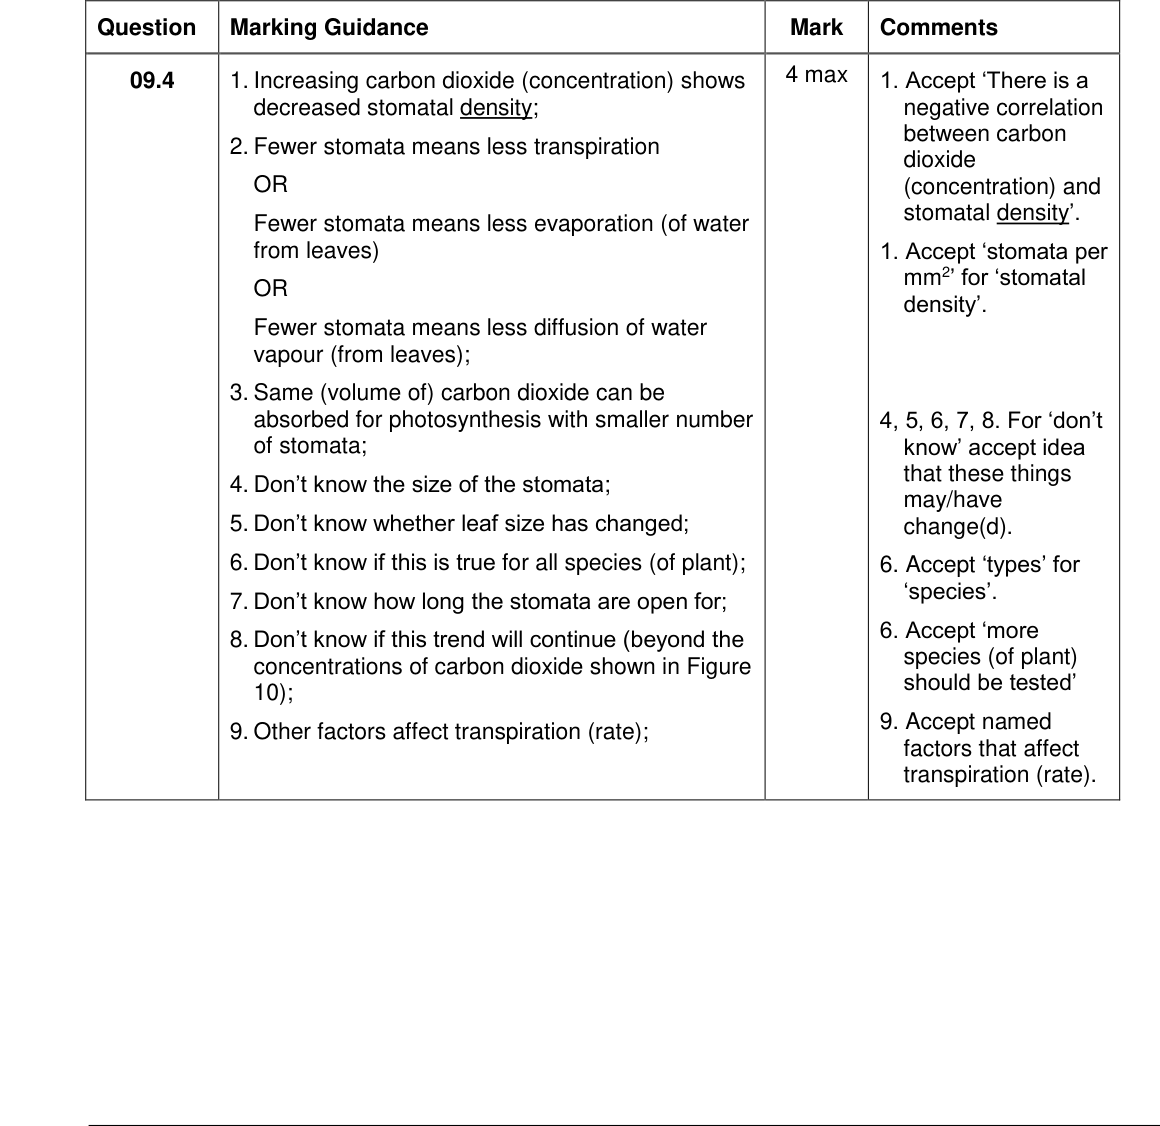 Question
Marking Guidance
Mark
Comments
09.4
1. Increasing carbon dioxide (concentration) shows
decreased stomatal density;
2. Fewer stomata means less transpiration
OR
Fewer stomata means less evaporation (of water
from leaves)
OR
Fewer stomata means less diffusion of water
vapour (from leaves);
3. Same (volume of) carbon dioxide can be
absorbed for photosynthesis with smaller number
of stomata;
4. Don’t know the size of the stomata;
5. Don’t know whether leaf size has changed;
6. Don’t know if this is true for all species (of plant);
7. Don’t know how long the stomata are open for;
8. Don’t know if this trend will continue (beyond the
concentrations of carbon dioxide shown in Figure
10);
9. Other factors affect transpiration (rate);
4 max
1. Accept ‘There is a
negative correlation
between carbon
dioxide
(concentration) and
stomatal density’.
1. Accept ‘stomata per
mm²’ for ‘stomatal
density’.
4, 5, 6, 7, 8. For ‘don’t
know’ accept idea
that these things
may/have
change(d).
6. Accept ‘types’ for
‘species’.
6. Accept ‘more
species (of plant)
should be tested’
9. Accept named
factors that affect
transpiration (rate).